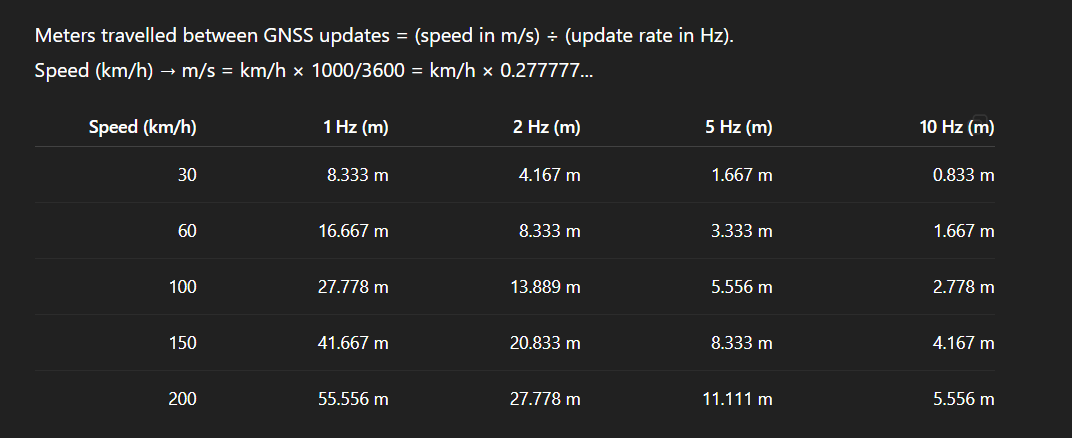 Meters travelled between GNSS updates = (speed in m/s) ÷ (update rate in Hz).
Speed (km/h) → m/s = km/h × 1000/3600 = km/h × 0.277777...
Speed (km/h) 1 Hz (m) 2 Hz (m) 5 Hz (m) 10 Hz (m)
30 8.333 m 4.167 m 1.667 m 0.833 m
60 16.667 m 8.333 m 3.333 m 1.667 m
100 27.778 m 13.889 m 5.556 m 2.778 m
150 41.667 m 20.833 m 8.333 m 4.167 m
200 55.556 m 27.778 m 11.111 m 5.556 m